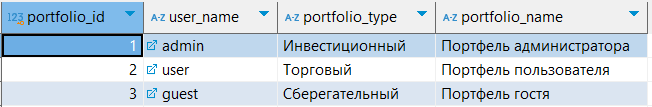 123 portfolio_id A-Z user_name A-Z portfolio_type A-Z portfolio_name
1 admin Инвестиционный Портфель администратора
2 user Торговый Портфель пользователя
3 guest Сберегательный Портфель гостя